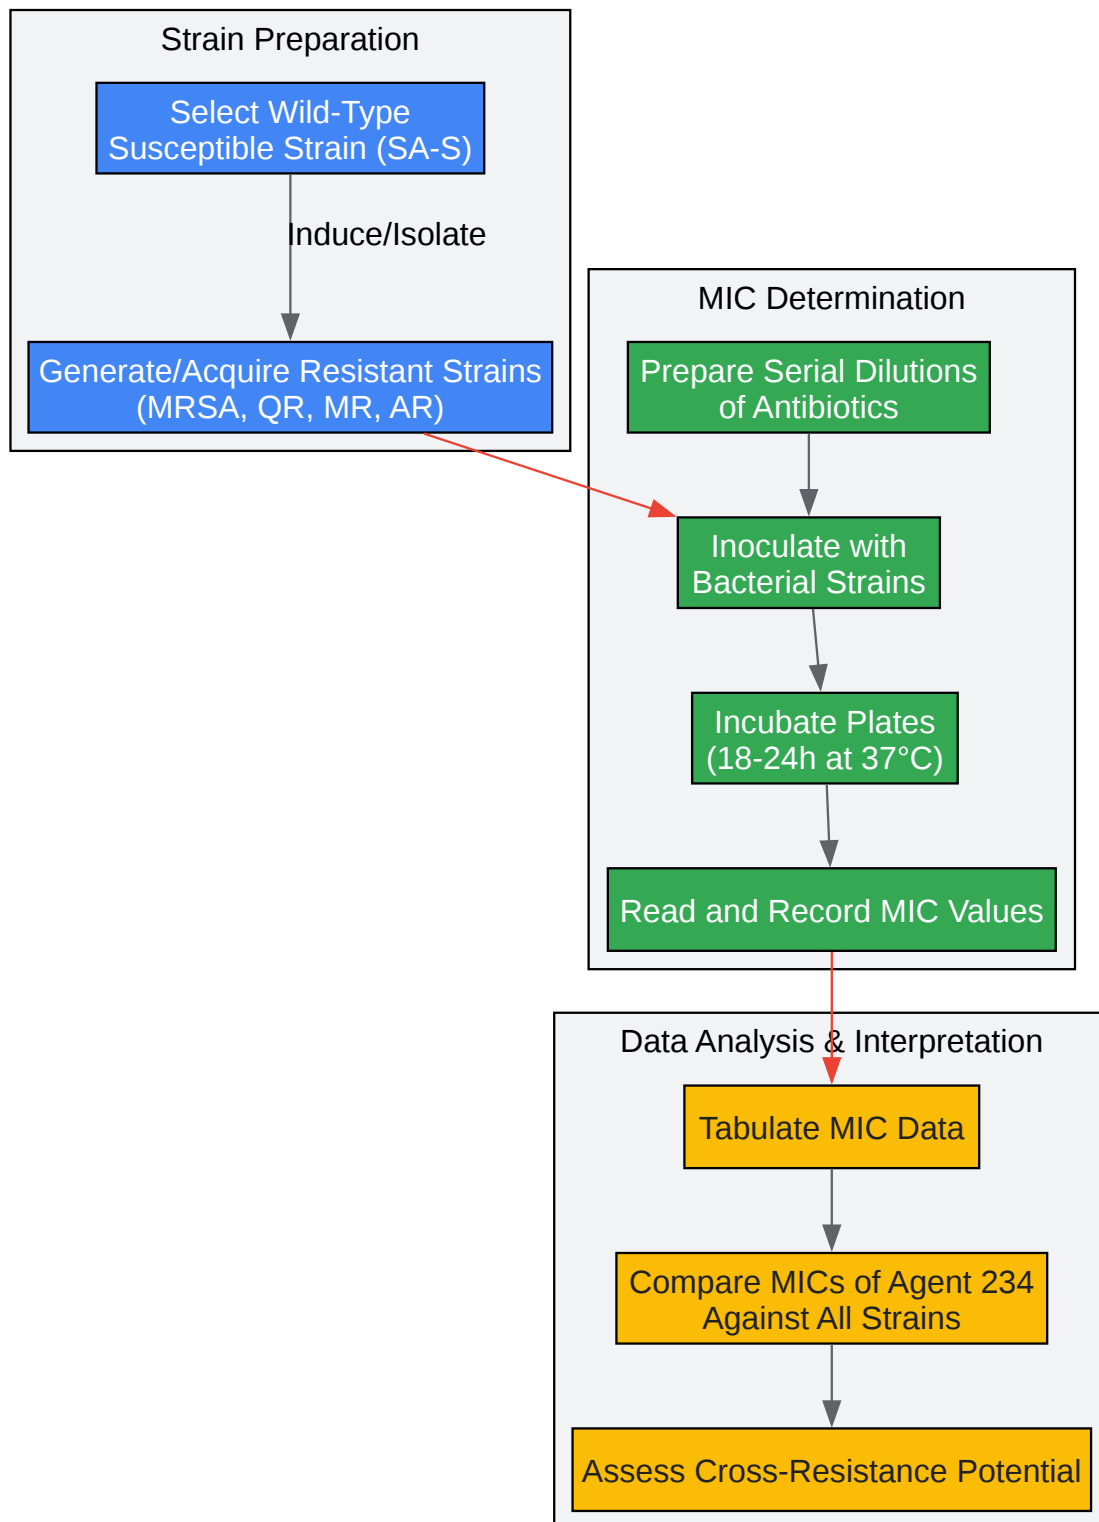 Strain Preparation
Select Wild-Type
Susceptible Strain (SA-S)
Induce/Isolate
Generate/Acquire Resistant Strains
(MRSA, QR, MR, AR)
MIC Determination
Prepare Serial Dilutions
of Antibiotics
Inoculate with
Bacterial Strains
Incubate Plates
(18-24h at 37°C)
Read and Record MIC Values
Data Analysis & Interpretation
Tabulate MIC Data
Compare MICs of Agent 234
Against All Strains
Assess Cross-Resistance Potential